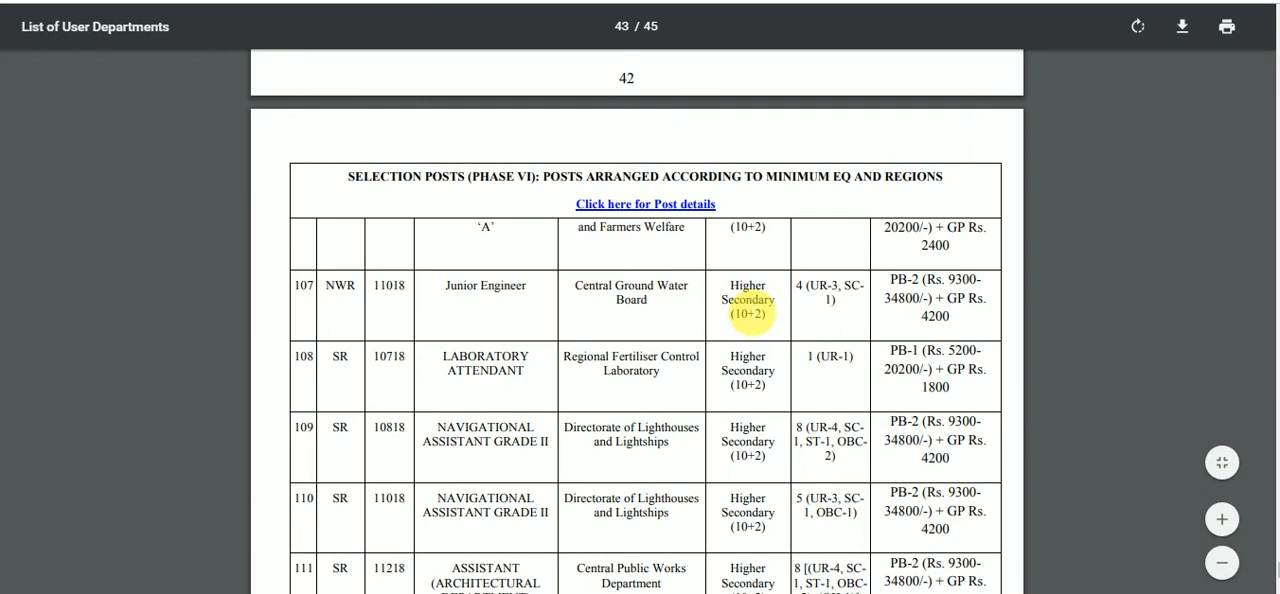 List of User Departments
43 / 45
42
SELECTION POSTS (PHASE VI): POSTS ARRANGED ACCORDING TO MINIMUM EQ AND REGIONS
Click here for Post details
‘A’ and Farmers Welfare (10+2) 20200/-) + GP Rs.
2400
107 NWR 11018 Junior Engineer Central Ground Water Higher 4 (UR-3, SC- PB-2 (Rs. 9300-
Board Secondary 1) 34800/-) + GP Rs.
(10+2) 4200
108 SR 10718 LABORATORY Regional Fertiliser Control Higher 1 (UR-1) PB-1 (Rs. 5200-
ATTENDANT Laboratory Secondary 20200/-) + GP Rs.
(10+2) 1800
109 SR 10818 NAVIGATIONAL Directorate of Lighthouses Higher 8 (UR-4, SC- PB-2 (Rs. 9300-
ASSISTANT GRADE II and Lightships Secondary 1, ST-1, OBC- 34800/-) + GP Rs.
(10+2) 2) 4200
110 SR 11018 NAVIGATIONAL Directorate of Lighthouses Higher 5 (UR-3, SC- PB-2 (Rs. 9300-
ASSISTANT GRADE II and Lightships Secondary 1, OBC-1) 34800/-) + GP Rs.
(10+2) 4200
111 SR 11218 ASSISTANT Central Public Works Higher 8 [(UR-4, SC- PB-2 (Rs. 9300-
(ARCHITECTURAL Department Secondary 1, ST-1, OBC- 34800/-) + GP Rs.